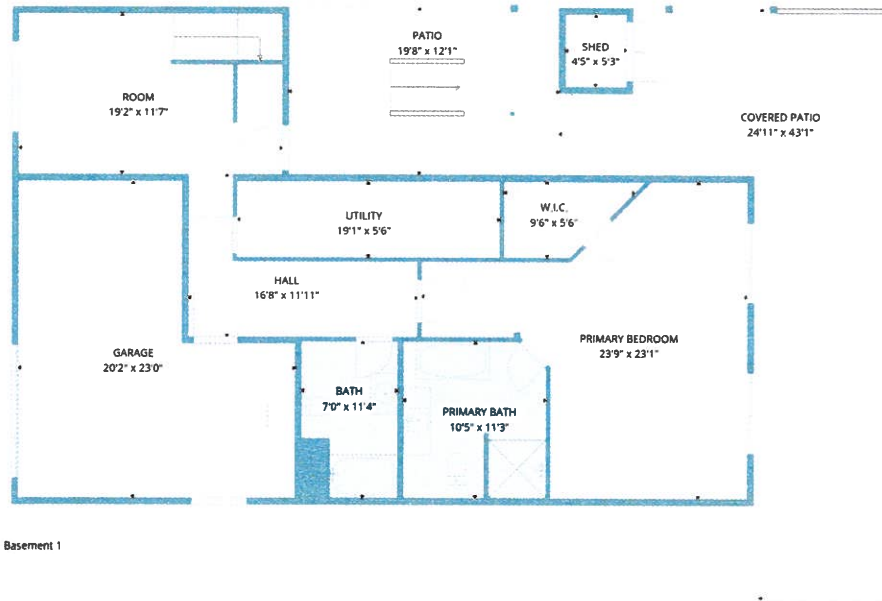 PATIO
19'8" x 12'1"
SHED
4'5" x 5'3"
ROOM
19'2" x 11'7"
COVERED PATIO
24'11" x 43'1"
UTILITY
19'1" x 5'6"
W.I.C.
9'6" x 5'6"
HALL
16'8" x 11'11"
GARAGE
20'2" x 23'0"
PRIMARY BEDROOM
23'9" x 23'1"
BATH
7'0" x 11'4"
PRIMARY BATH
10'5" x 11'3"
Basement 1